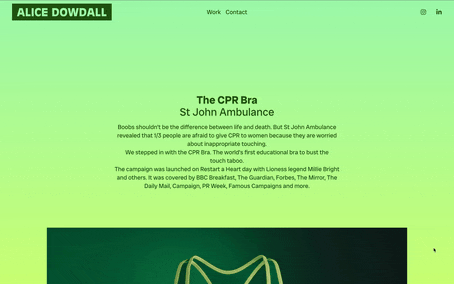 ALICE DOWDALL
Work Contact
The CPR Bra
St John Ambulance
Boobs shouldn't be the difference between life and death. But St John Ambulance
revealed that 1/3 people are afraid to give CPR to women because they are worried
about inappropriate touching.
We stepped in with the CPR Bra. The world's first educational bra to bust the
touch taboo.
The campaign was launched on Restart a Heart day with Lioness legend Millie Bright
and others. It was covered by BBC Breakfast, The Guardian, Forbes, The Mirror, The
Daily Mail, Campaign, PR Week, Famous Campaigns and more.